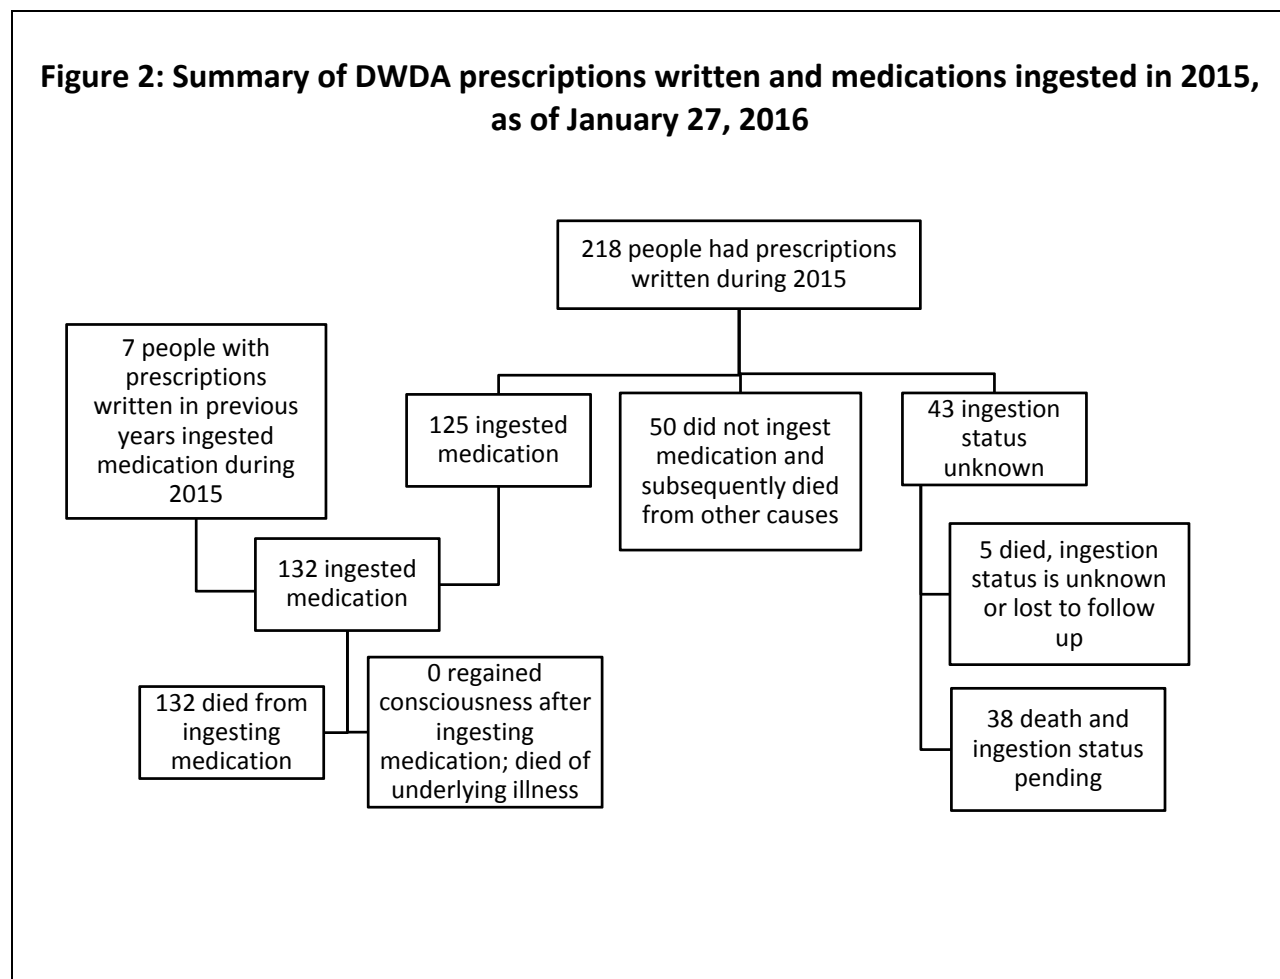 Figure 2: Summary of DWDA prescriptions written and medications ingested in 2015,
as of January 27, 2016
218 people had prescriptions
written during 2015
7 people with
prescriptions
written in previous
years ingested
medication during
2015
125 ingested
medication
50 did not ingest
medication and
subsequently died
from other causes
43 ingestion
status
unknown
132 ingested
medication
5 died, ingestion
status is unknown
or lost to follow
up
132 died from
ingesting
medication
0 regained
consciousness after
ingesting
medication; died of
underlying illness
38 death and
ingestion status
pending